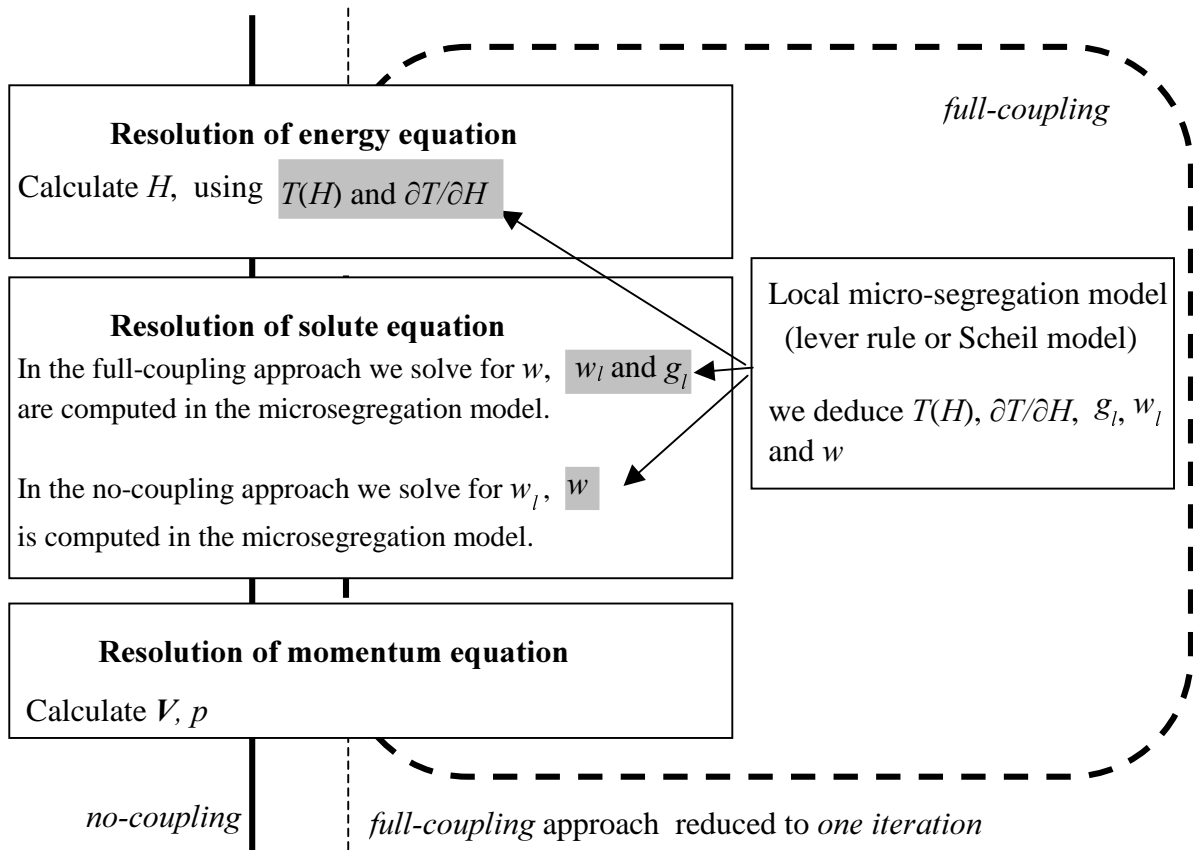 full-coupling
Resolution of energy equation
Calculate H, using T(H) and ∂T/∂H
Resolution of solute equation
In the full-coupling approach we solve for w, w_l and g_l
are computed in the microsegregation model.
In the no-coupling approach we solve for w_l, w
is computed in the microsegregation model.
Local micro-segregation model
(lever rule or Scheil model)
we deduce T(H), ∂T/∂H, g_l, w_l
and w
Resolution of momentum equation
Calculate V, p
no-coupling
full-coupling approach reduced to one iteration